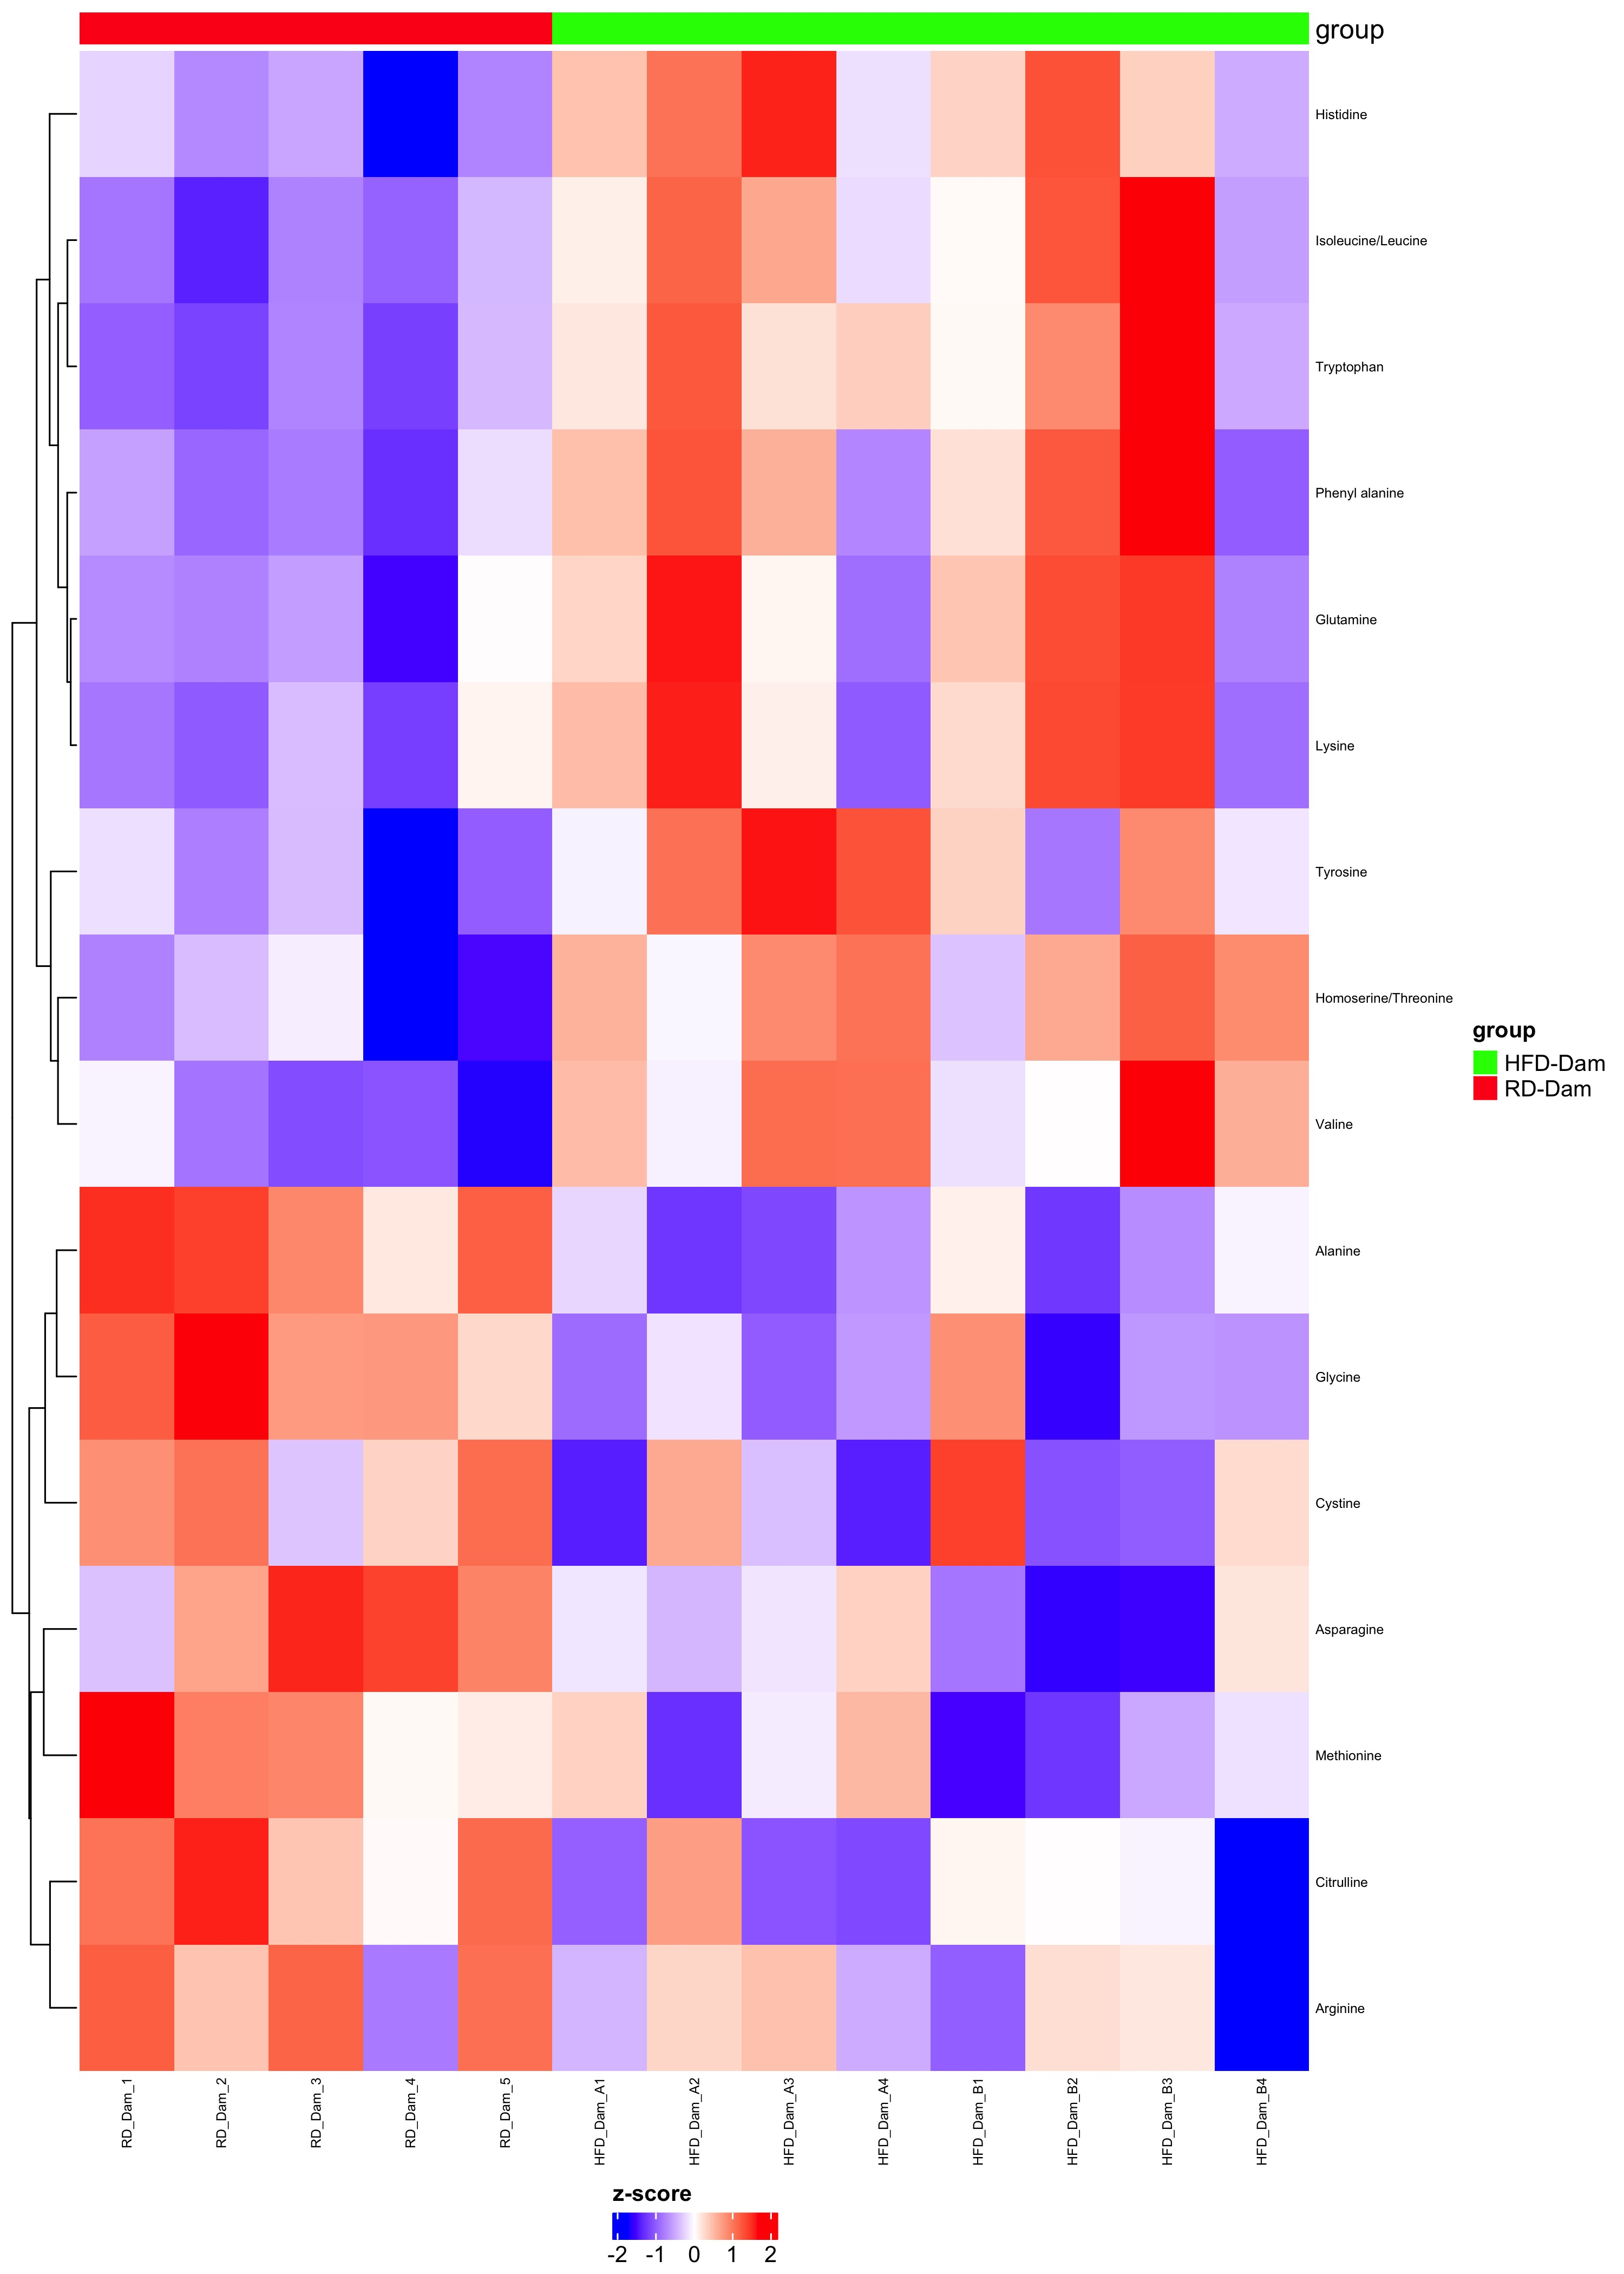 group
Histidine
Isoleucine/Leucine
Tryptophan
Phenyl alanine
Glutamine
Lysine
Tyrosine
Homoserine/Threonine
Valine
Alanine
Glycine
Cystine
Asparagine
Methionine
Citrulline
Arginine
group
HFD-Dam
RD-Dam
RD_Dam_1
RD_Dam_2
RD_Dam_3
RD_Dam_4
RD_Dam_5
HFD_Dam_A1
HFD_Dam_A2
HFD_Dam_A3
HFD_Dam_A4
HFD_Dam_B1
HFD_Dam_B2
HFD_Dam_B3
HFD_Dam_B4
z-score
-2 -1 0 1 2